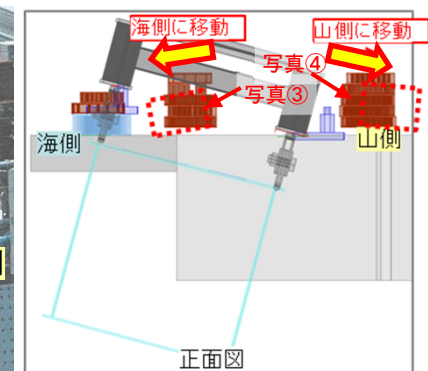 海側に移動
山側に移動
写真④
写真③
海側
山側
正面図